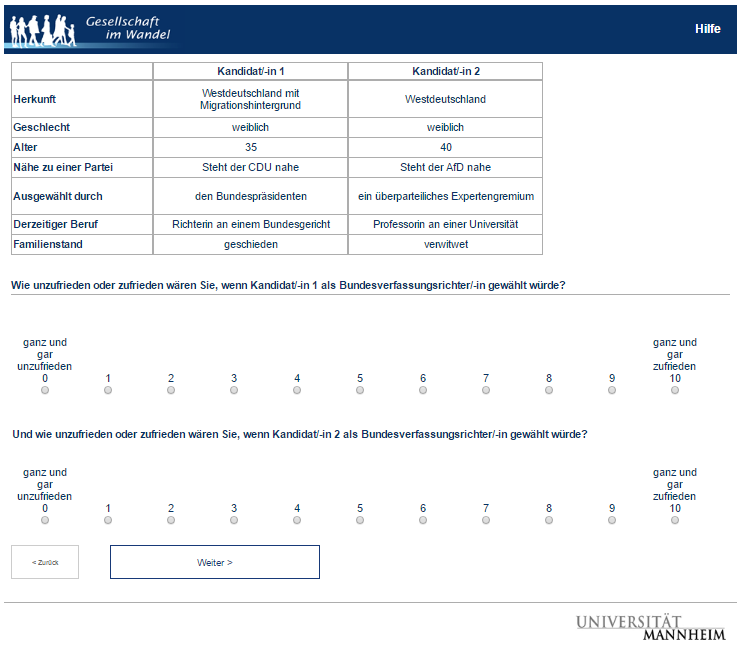 Gesellschaft
im Wandel
Hilfe
Kandidat/-in 1 Kandidat/-in 2
Herkunft Westdeutschland mit Migrationshintergrund Westdeutschland
Geschlecht weiblich weiblich
Alter 35 40
Nähe zu einer Partei Steht der CDU nahe Steht der AfD nahe
Ausgewählt durch den Bundespräsidenten ein überparteiliches Expertengremium
Derzeitiger Beruf Richterin an einem Bundesgericht Professorin an einer Universität
Familienstand geschieden verwitwet
Wie unzufrieden oder zufrieden wären Sie, wenn Kandidat/-in 1 als Bundesverfassungsrichter/-in gewählt würde?
ganz und ganz und
gar gar
unzufrieden zufrieden
0 1 2 3 4 5 6 7 8 9 10
Und wie unzufrieden oder zufrieden wären Sie, wenn Kandidat/-in 2 als Bundesverfassungsrichter/-in gewählt würde?
ganz und ganz und
gar gar
unzufrieden zufrieden
0 1 2 3 4 5 6 7 8 9 10
< Zurück Weiter >
UNIVERSITÄT
MANNHEIM